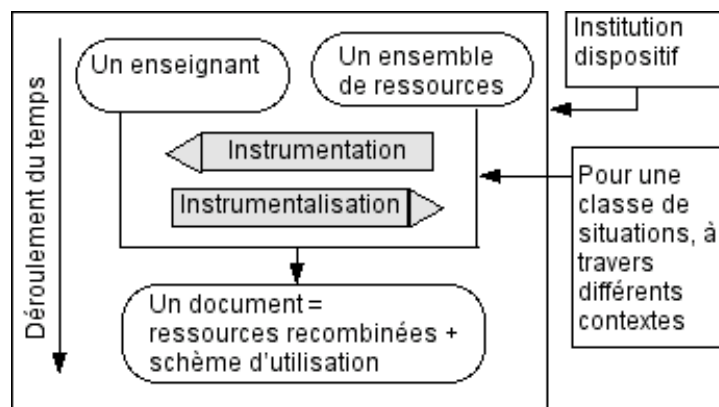 Déroulement du temps
Un enseignant
Un ensemble
de ressources
Instrumentation
Instrumentalisation
Un document =
ressources recombinées +
schème d'utilisation
Institution
dispositif
Pour une
classe de
situations, à
travers
différents
contextes